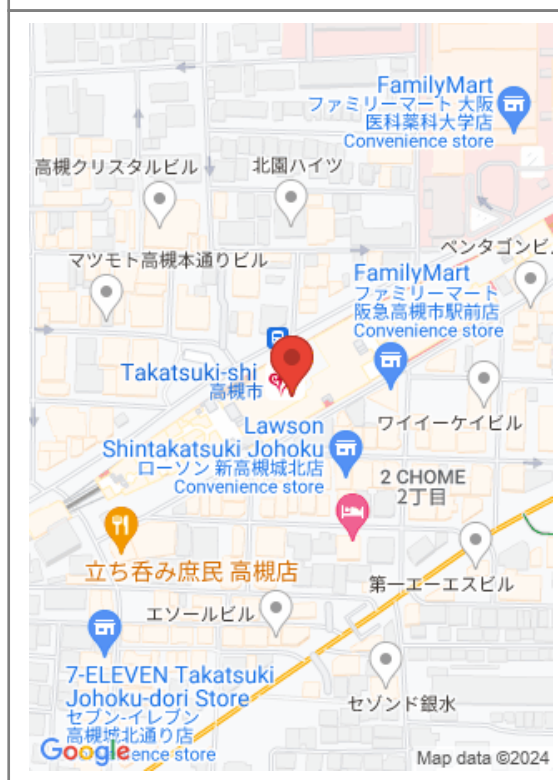 FamilyMart
ファミリーマート 大阪
医科薬科大学店
Convenience store
高槻クリスタルビル
北園ハイツ
ペンタゴンビ
マツモト高槻本通りビル
FamilyMart
ファミリーマート
阪急高槻市駅前店
Convenience store
Takatsuki-shi
高槻市
ワイイーケイビル
Lawson
Shintakatsuki Johoku
ローソン 新高槻城北店
Convenience store
2 CHOME
2丁目
立ち呑み庶民 高槻店
第一エーエスビル
エソールビル
7-ELEVEN Takatsuki
Johoku-dori Store
セブン-イレブン
高槻城北通り店
セゾンド銀水
Google
ence store
Map data ©2024